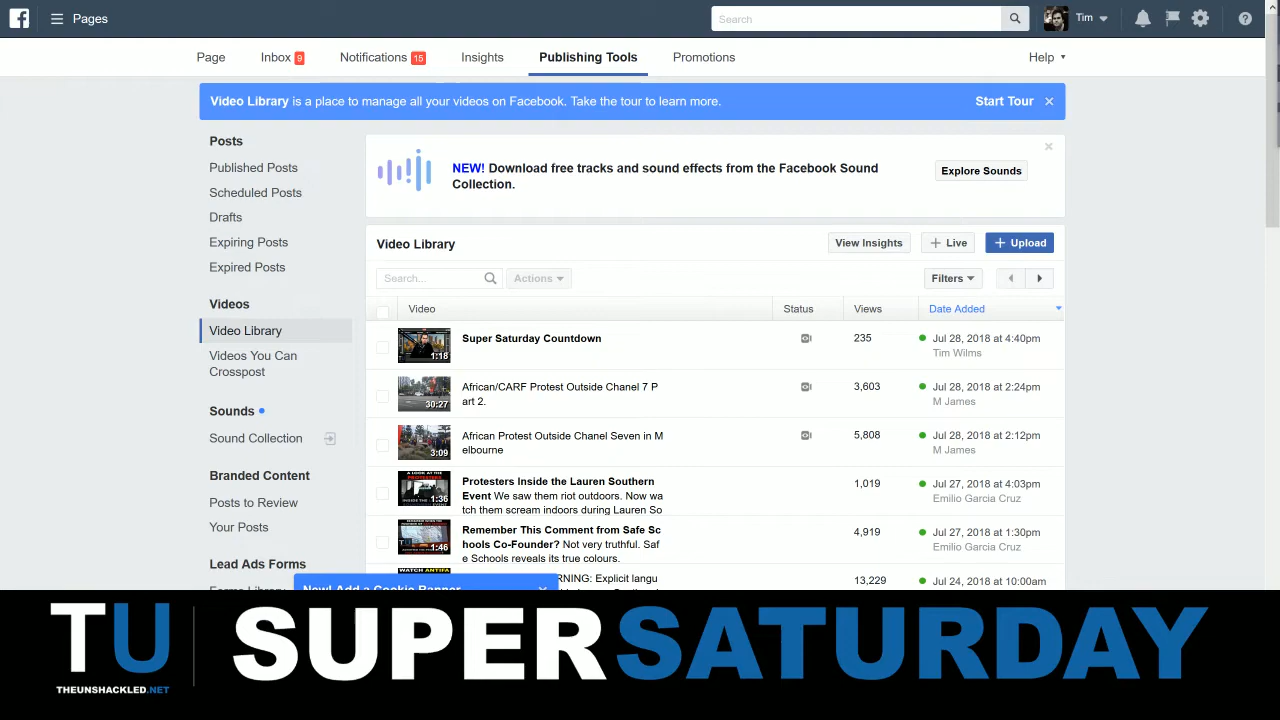 Pages
Search
Tim
Page
Inbox 9
Notifications 15
Insights
Publishing Tools
Promotions
Help
Video Library is a place to manage all your videos on Facebook. Take the tour to learn more.
Start Tour
Posts
Published Posts
Scheduled Posts
Drafts
Expiring Posts
Expired Posts
Videos
Video Library
Videos You Can
Crosspost
Sounds
Sound Collection
Branded Content
Posts to Review
Your Posts
Lead Ads Forms
NEW! Download free tracks and sound effects from the Facebook Sound
Collection.
Explore Sounds
Video Library
View Insights
+ Live
+ Upload
Search...
Actions
Filters
Video
Status
Views
Date Added
1:18
Super Saturday Countdown
235
Jul 28, 2018 at 4:40pm
Tim Wilms
30:27
African/CARF Protest Outside Chanel 7 P
art 2.
3,603
Jul 28, 2018 at 2:24pm
M James
3:09
African Protest Outside Chanel Seven in M
elbourne
5,808
Jul 28, 2018 at 2:12pm
M James
1:36
Protesters Inside the Lauren Southern
Event We saw them riot outdoors. Now wa
tch them scream indoors during Lauren So
1,019
Jul 27, 2018 at 4:03pm
Emilio Garcia Cruz
1:46
Remember This Comment from Safe Sc
hools Co-Founder? Not very truthful. Saf
e Schools reveals its true colours.
4,919
Jul 27, 2018 at 1:30pm
Emilio Garcia Cruz
WATCH ANTIFA
RNING: Explicit langu
13,229
Jul 24, 2018 at 10:00am
New! Add a Cookie Banner
TU SUPERSATURDAY
THEUNSHACKLED.NET